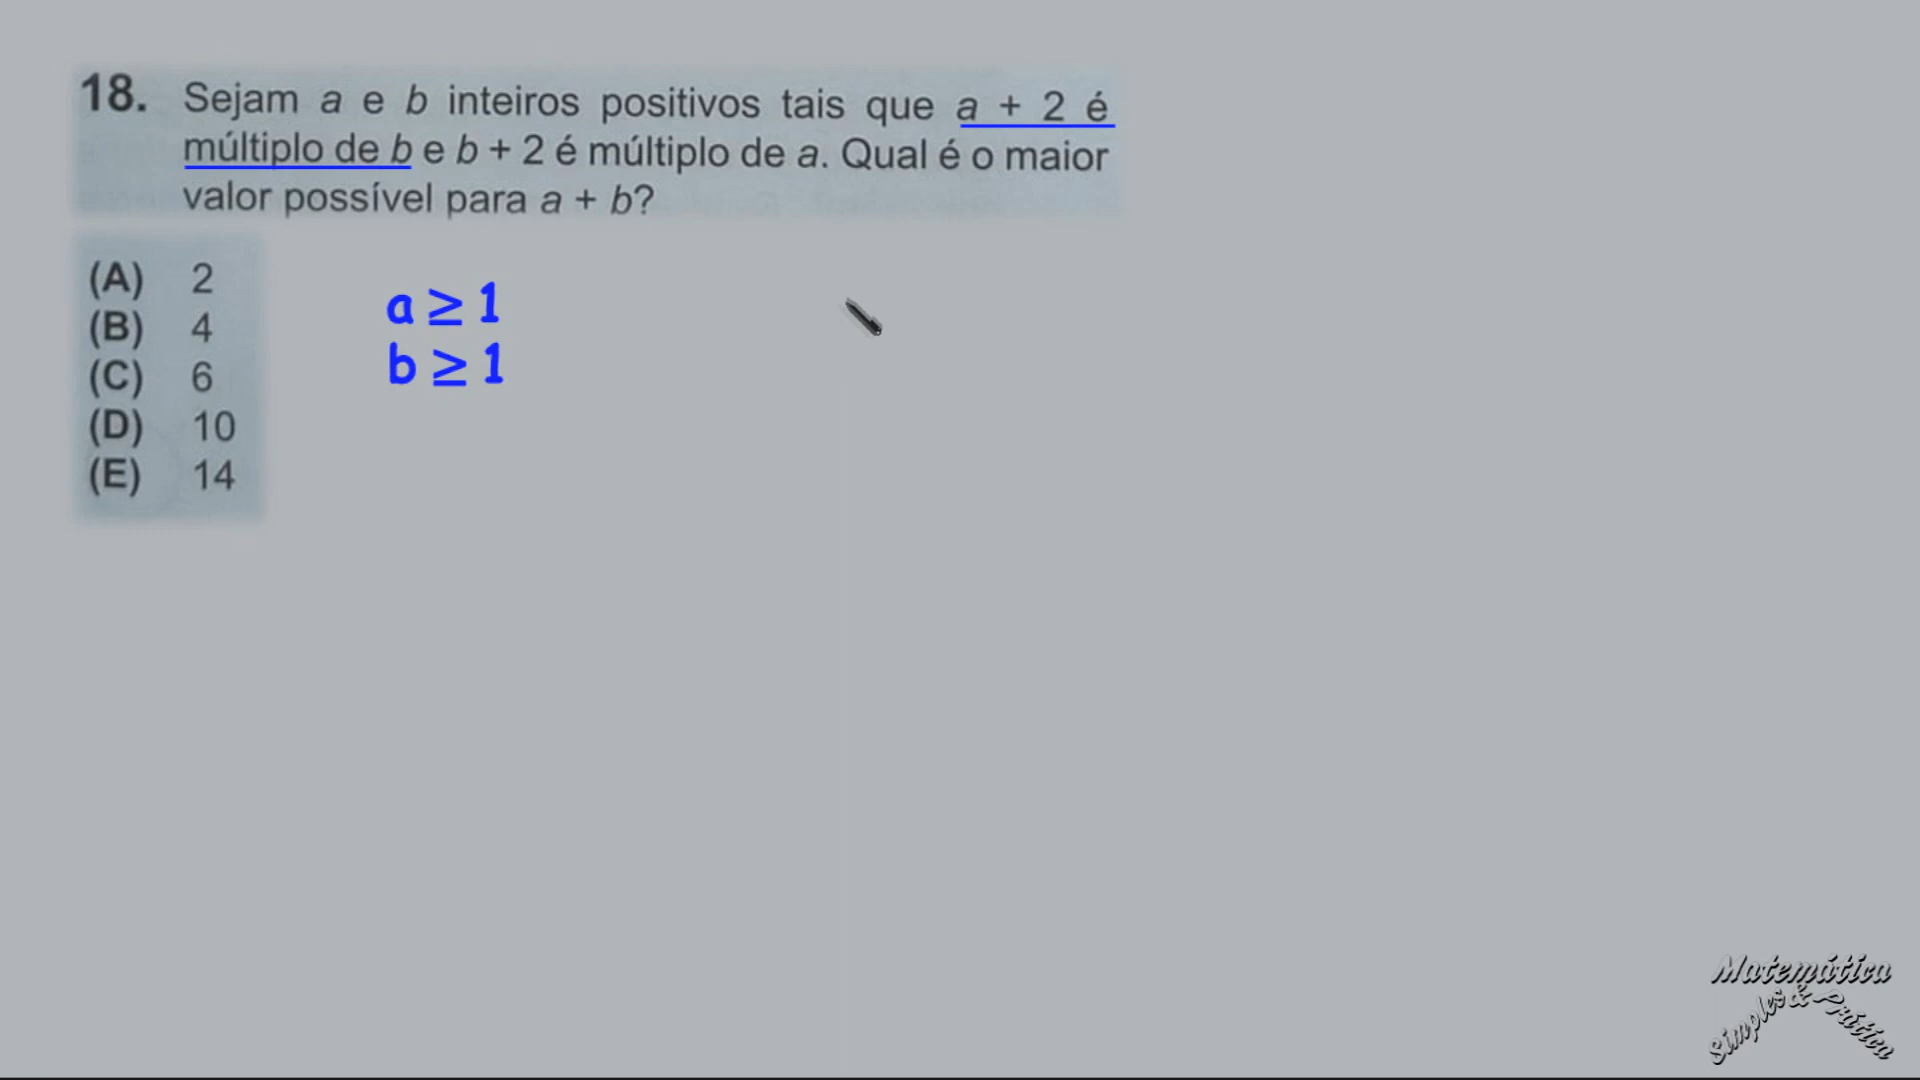 18. Sejam a e b inteiros positivos tais que a + 2 é
múltiplo de b e b + 2 é múltiplo de a. Qual é o maior
valor possível para a + b?
(A) 2
(B) 4
(C) 6
(D) 10
(E) 14
a ≥ 1
b ≥ 1
Matemática
Simples & Prática